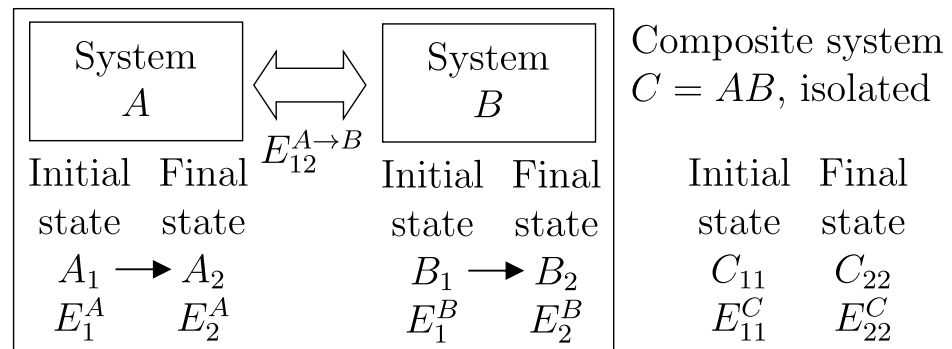 System
A
System
B
Composite system
C = AB, isolated
E_{12}^{A→B}
Initial Final
state state
A_1 → A_2
E_1^A E_2^A
Initial Final
state state
B_1 → B_2
E_1^B E_2^B
Initial Final
state state
C_{11} C_{22}
E_{11}^C E_{22}^C